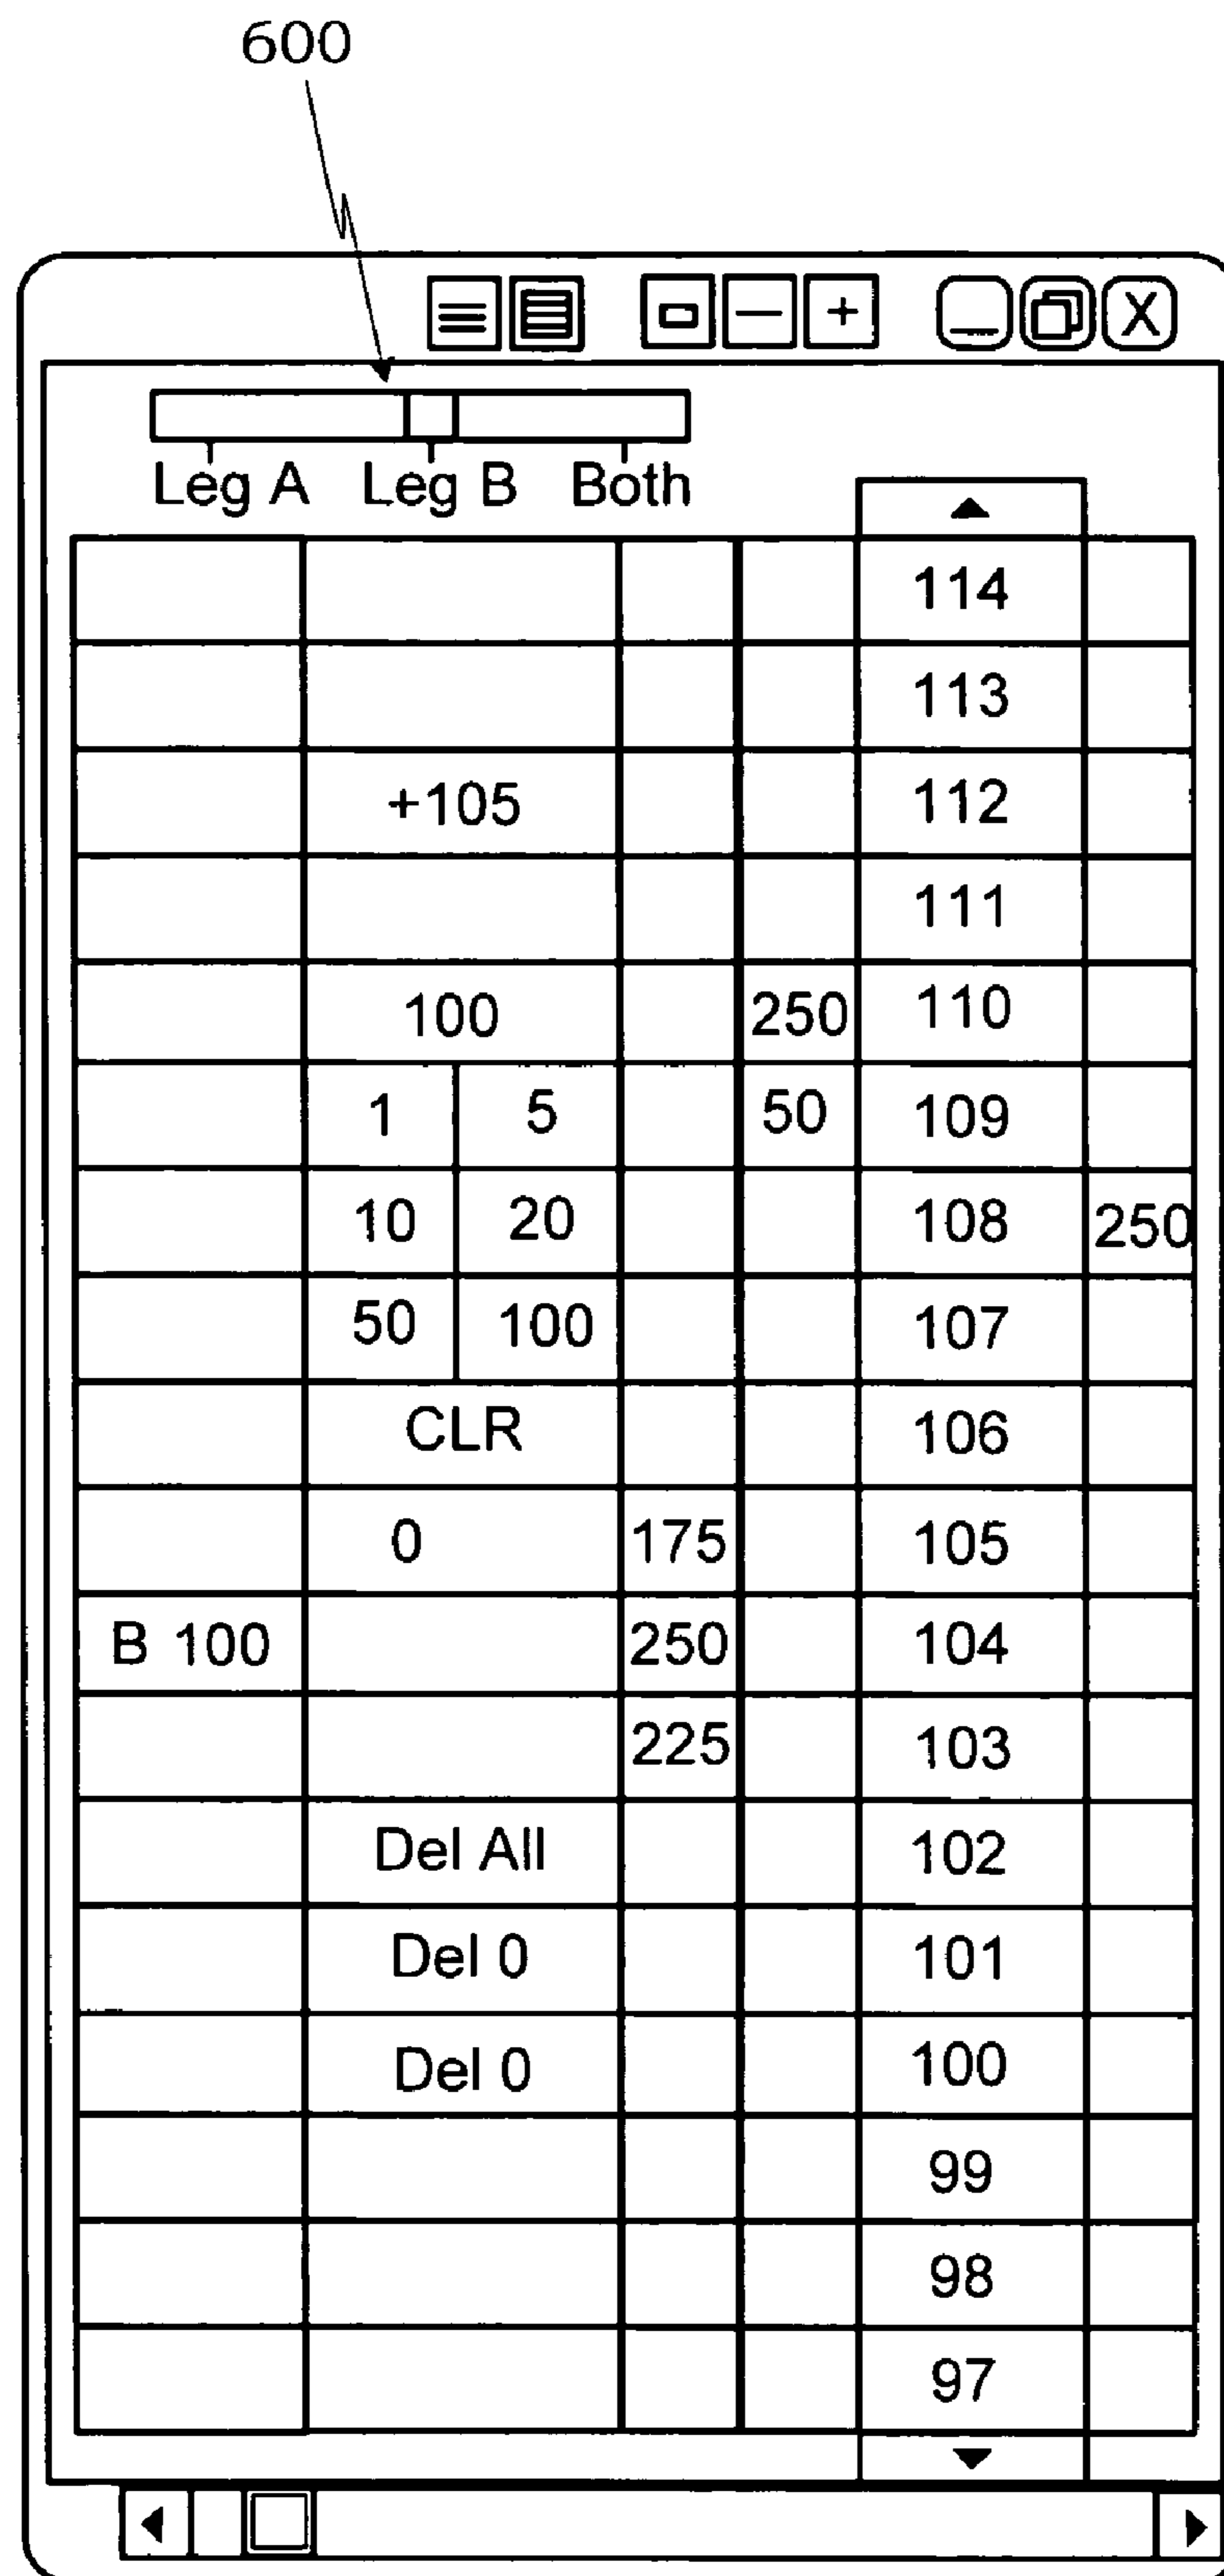 600
X
Leg A Leg B Both
114
113
+105 112
111
100 250 110
1 5 50 109
10 20 108 250
50 100 107
CLR 106
0 175 105
B 100 250 104
225 103
Del All 102
Del 0 101
Del 0 100
99
98
97